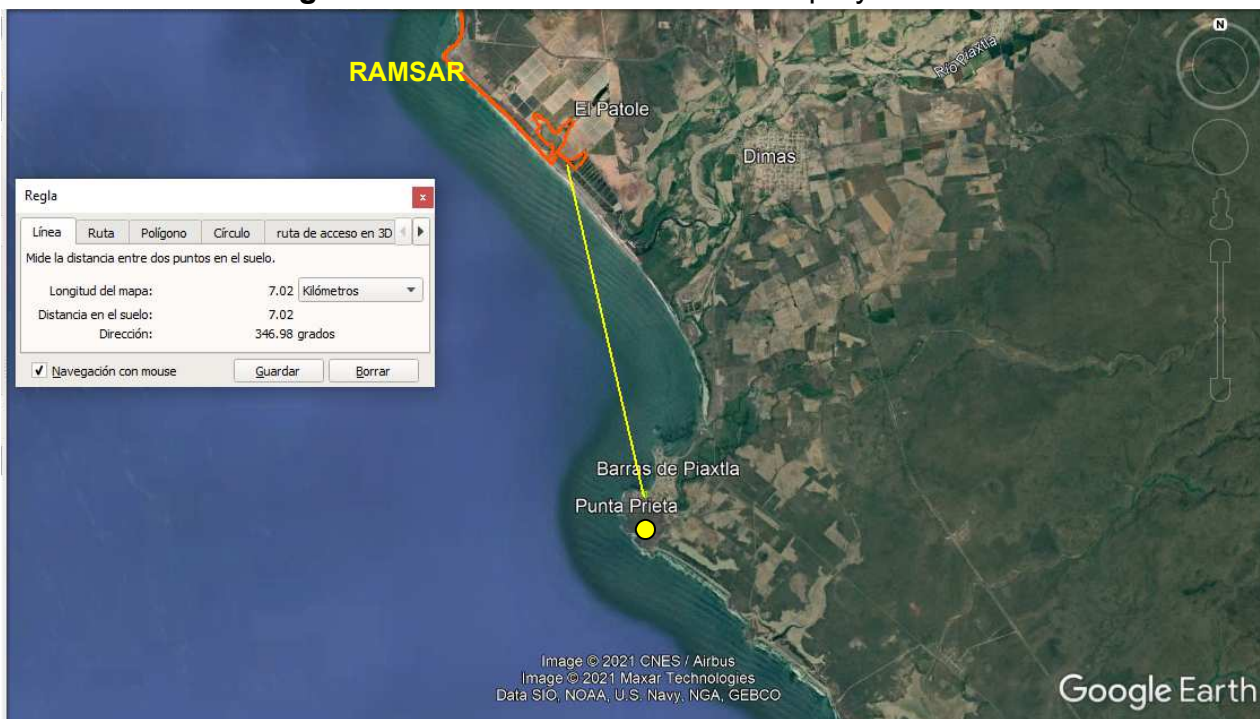 RAMSAR
El Patole
Río Piaxtla
Dimas
N
Regla
x
Línea Ruta Polígono Círculo ruta de acceso en 3D
Mide la distancia entre dos puntos en el suelo.
Longitud del mapa: 7.02 Kilómetros
Distancia en el suelo: 7.02
Dirección: 346.98 grados
Navegación con mouse Guardar Borrar
Barras de Piaxtla
Punta Prieta
Image © 2021 CNES / Airbus
Image © 2021 Maxar Technologies
Data SIO, NOAA, U.S. Navy, NGA, GEBCO
Google Earth